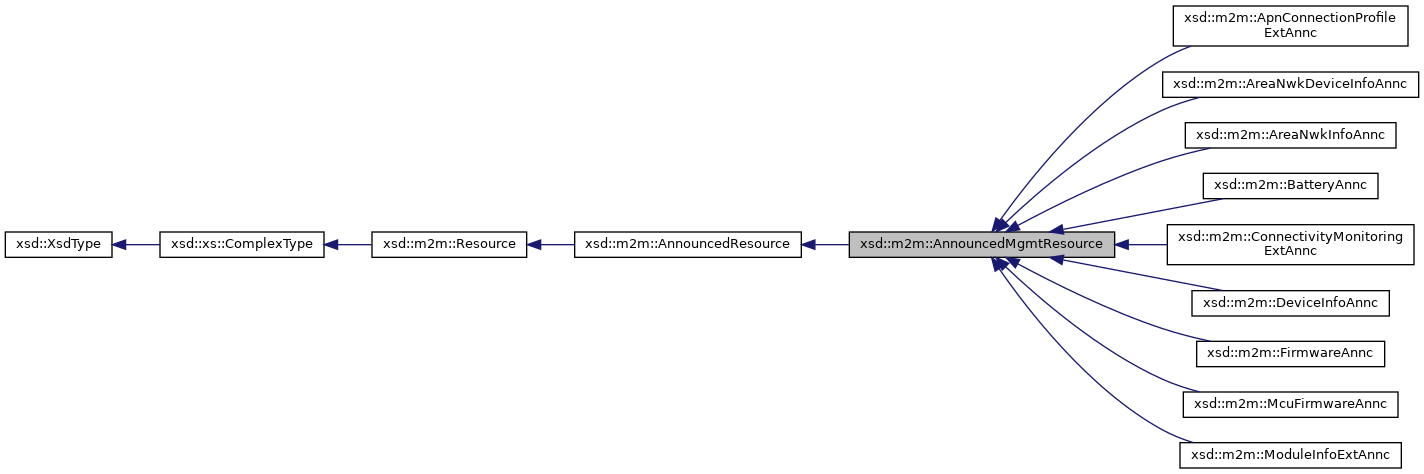 xsd::m2m::ApnConnectionProfile
ExtAnnc
xsd::m2m::AreaNwkDeviceInfoAnnc
xsd::m2m::AreaNwkInfoAnnc
xsd::m2m::BatteryAnnc
xsd::XsdType
xsd::xs::ComplexType
xsd::m2m::Resource
xsd::m2m::AnnouncedResource
xsd::m2m::AnnouncedMgmtResource
xsd::m2m::ConnectivityMonitoring
ExtAnnc
xsd::m2m::DeviceInfoAnnc
xsd::m2m::FirmwareAnnc
xsd::m2m::McuFirmwareAnnc
xsd::m2m::ModuleInfoExtAnnc